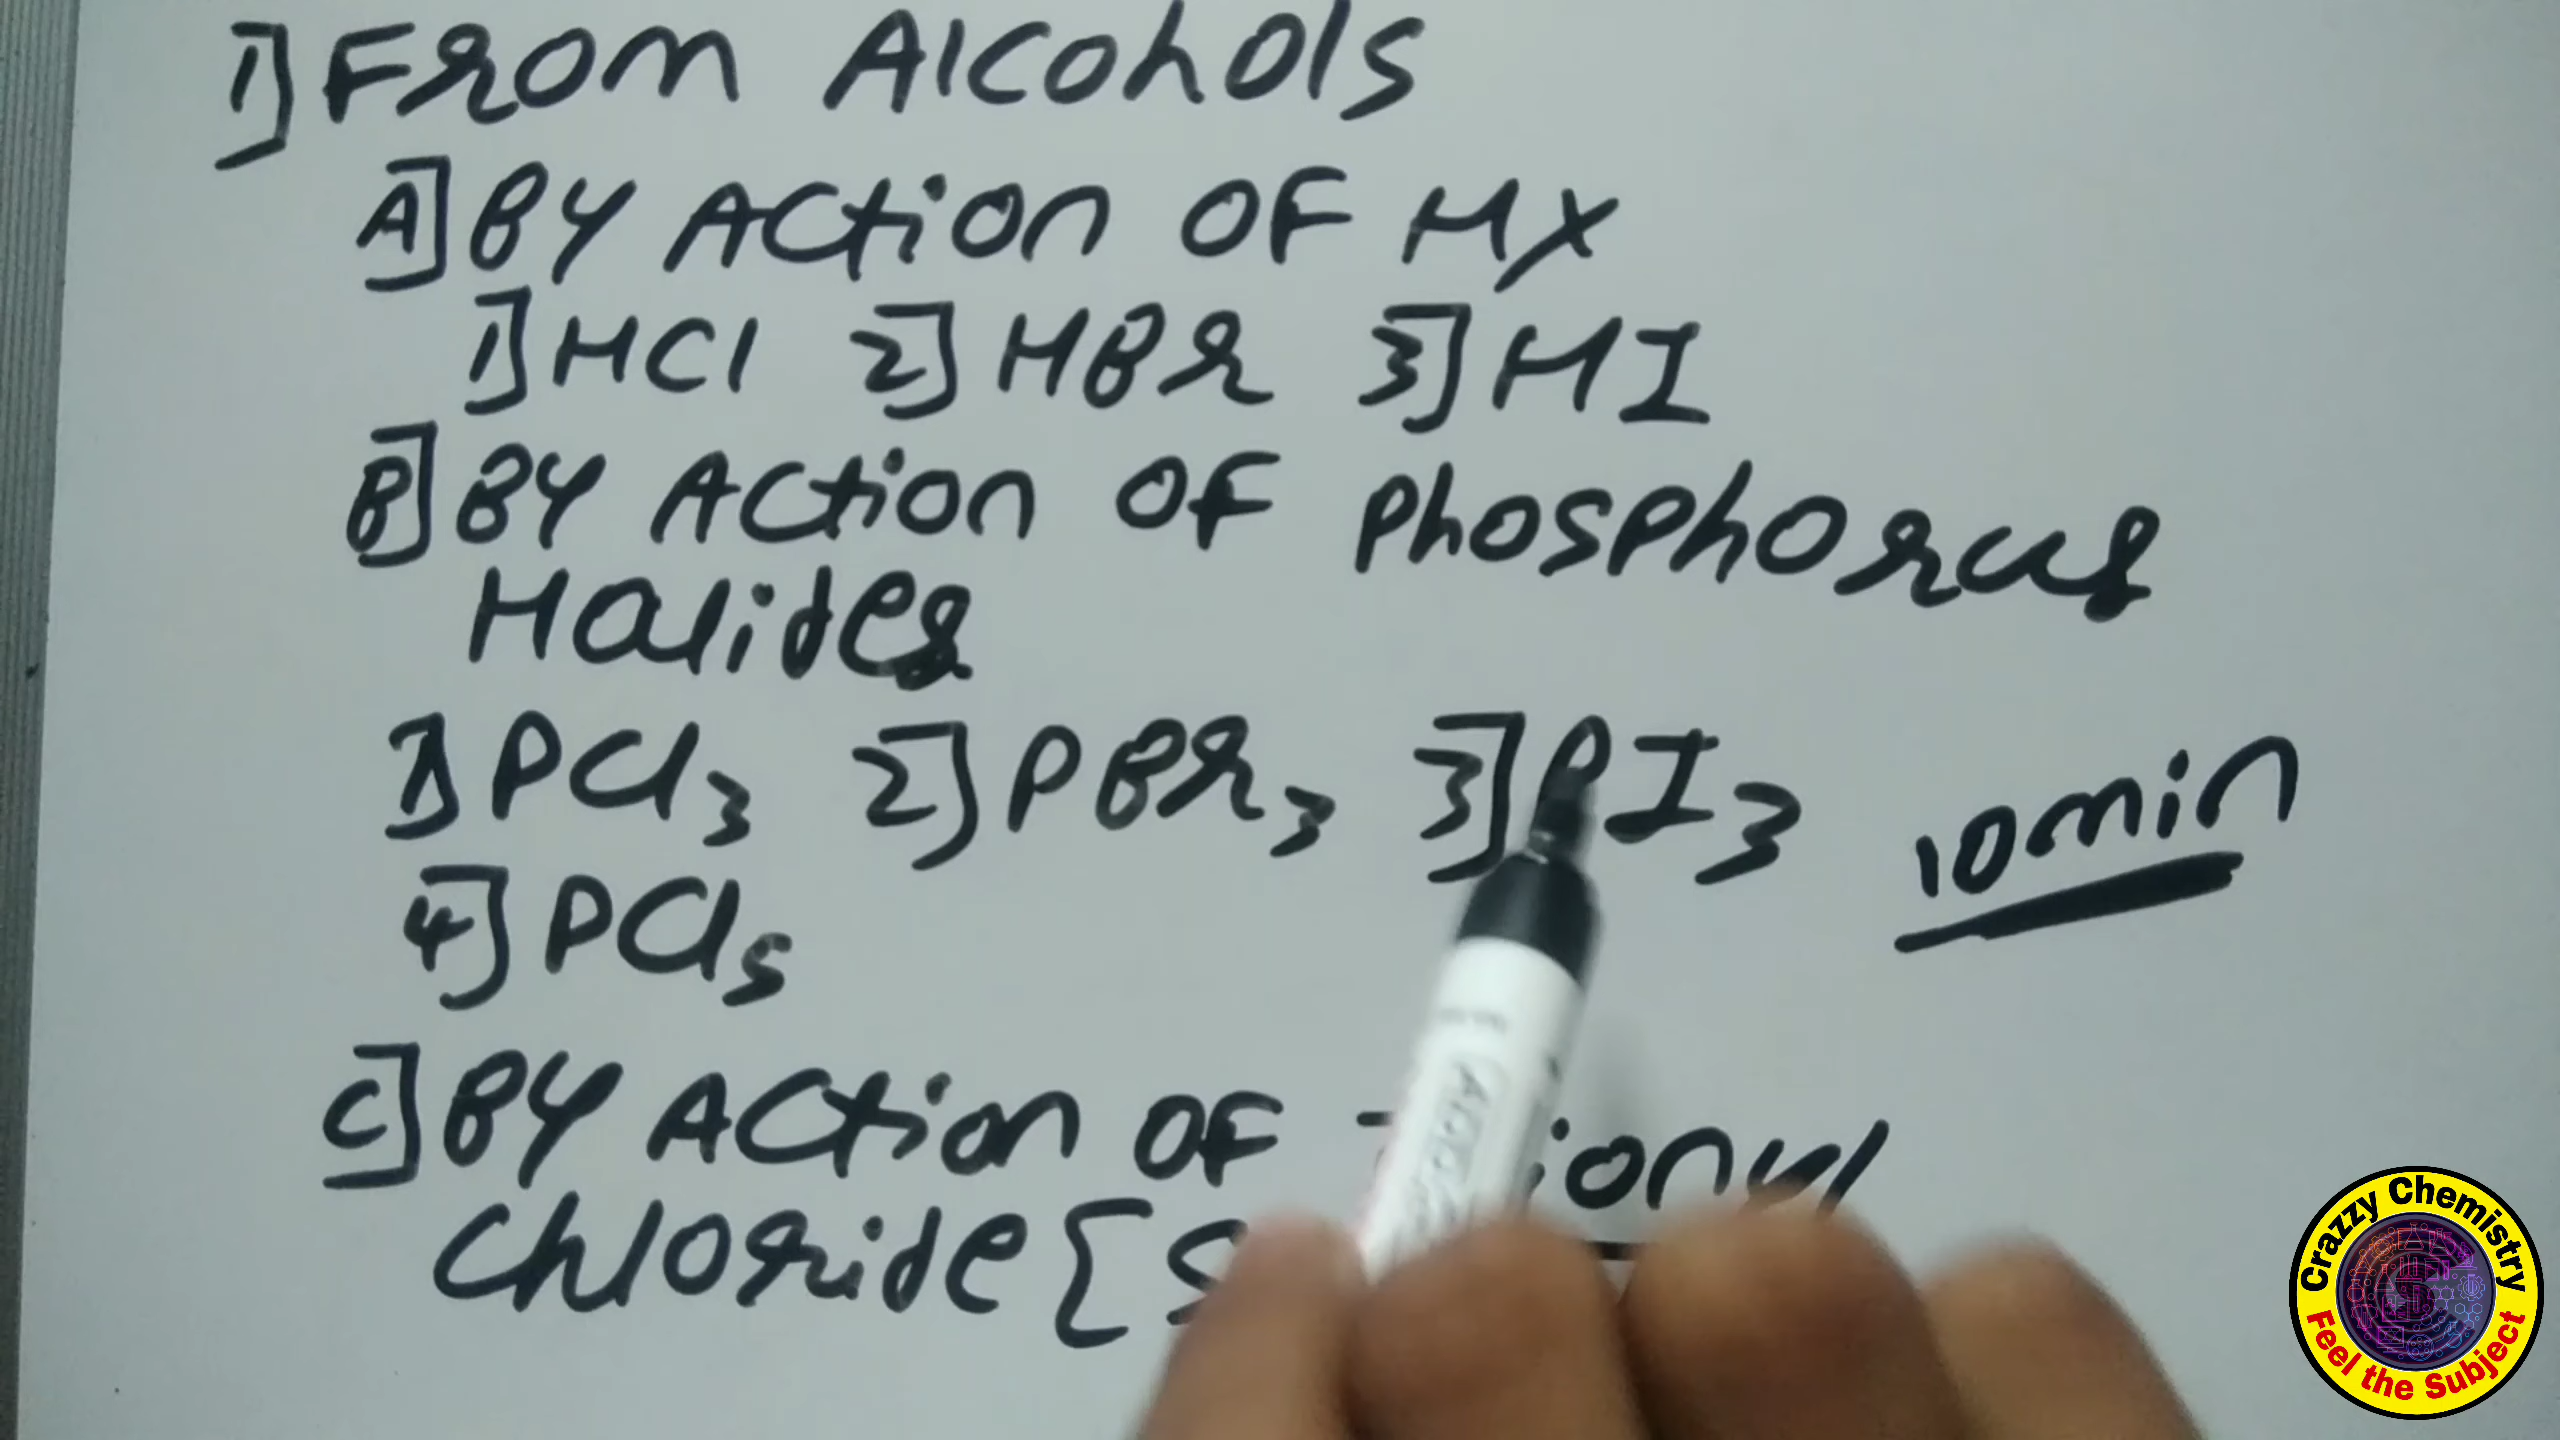 1] From Alcohols
A] By Action OF HX
1] HCl 2] HBr 3] HI
B] By Action OF Phosphorus
Halides
1] PCl3 2] PBr3 3] PI3
10min
4] PCl5
C] By Action OF
Chloride {
Crazzy Chemistry
Feel the Subject